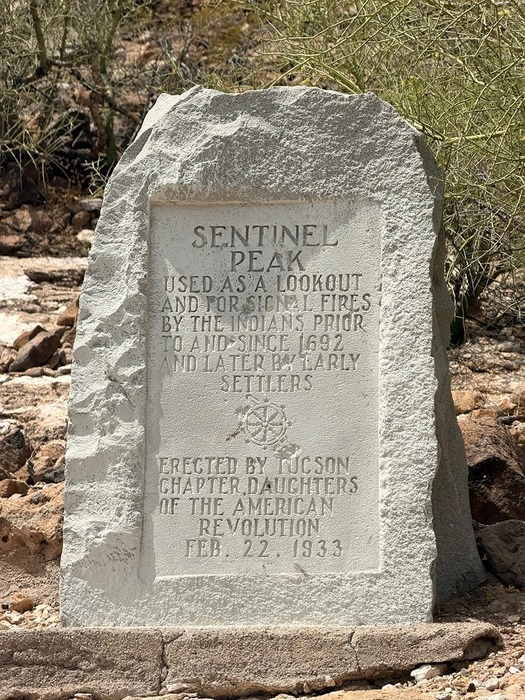 SENTINEL
PEAK
USED AS A LOOKOUT
AND FOR SIGNAL FIRES
BY THE INDIANS PRIOR
TO AND SINCE 1692
AND LATER BY EARLY
SETTLERS
ERECTED BY TUCSON
CHAPTER, DAUGHTERS
OF THE AMERICAN
REVOLUTION
FEB. 22. 1933